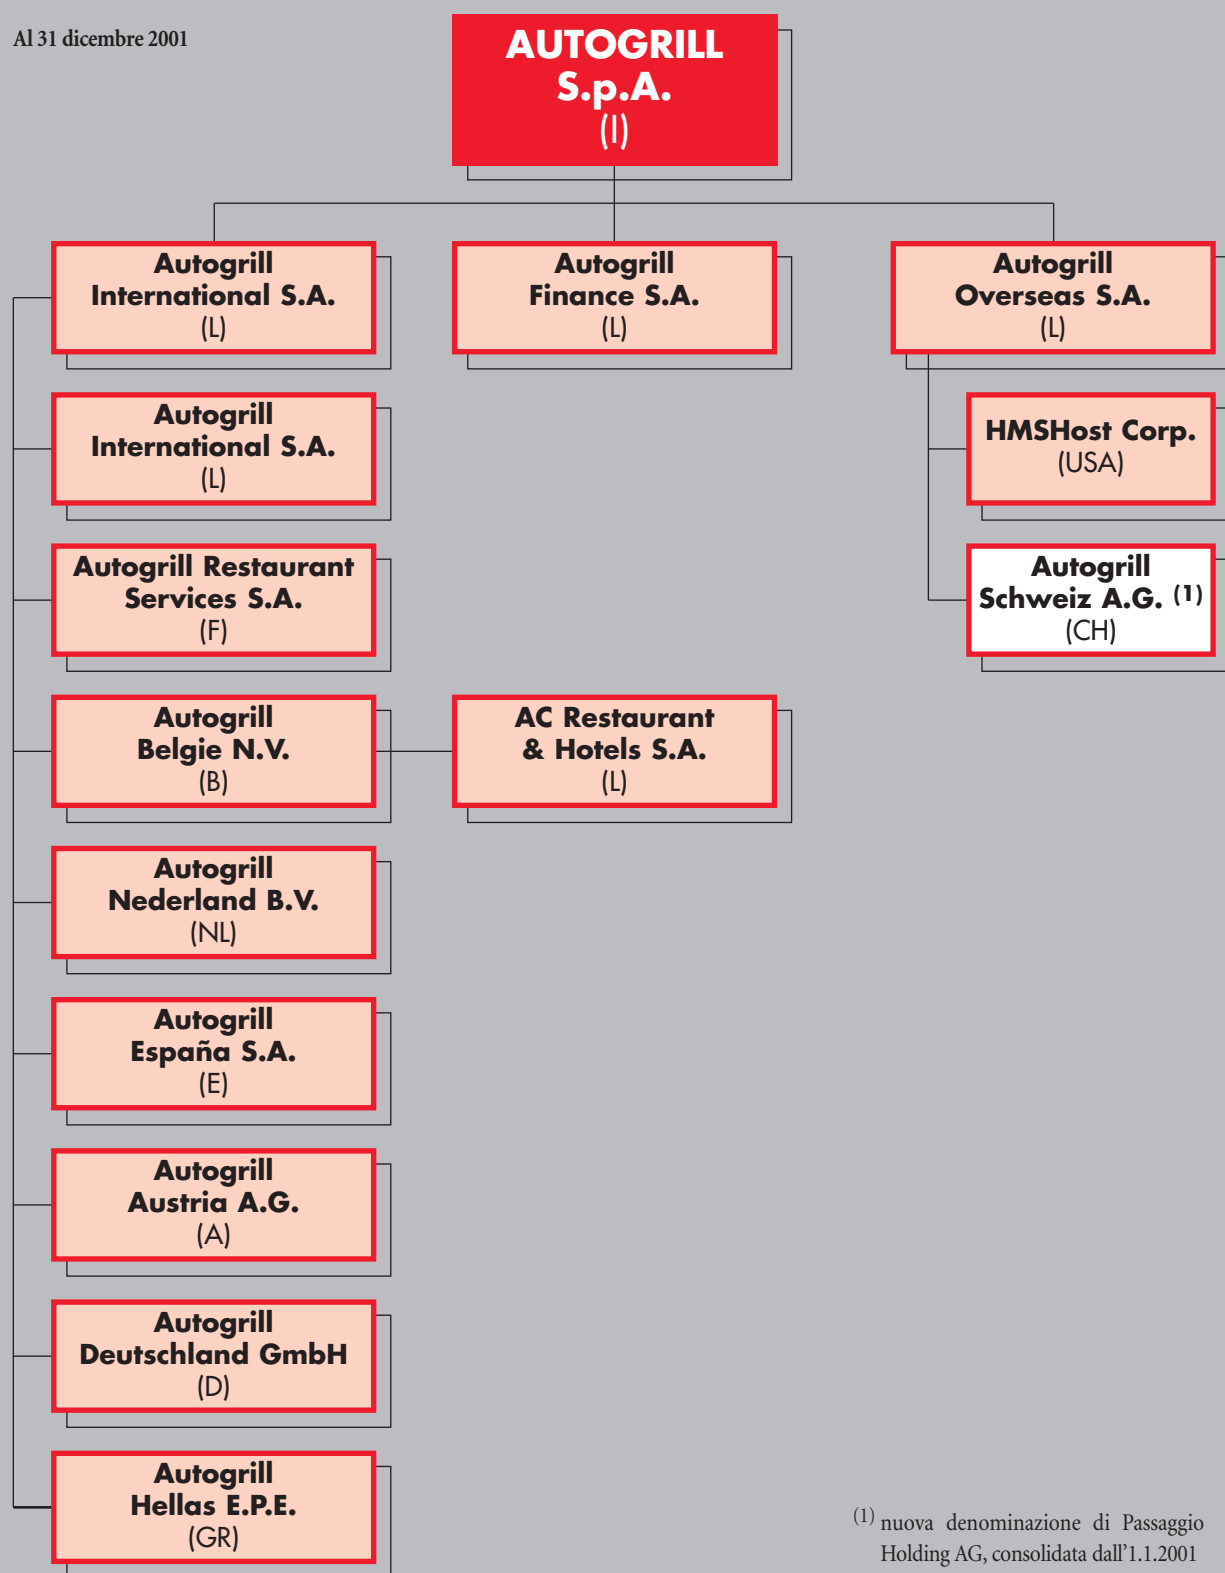 Al 31 dicembre 2001
AUTOGRILL
S.p.A.
(I)
Autogrill
International S.A.
(L)
Autogrill
Finance S.A.
(L)
Autogrill
Overseas S.A.
(L)
Autogrill
International S.A.
(L)
HMSHost Corp.
(USA)
Autogrill Restaurant
Services S.A.
(F)
Autogrill
Schweiz A.G. (1)
(CH)
Autogrill
Belgie N.V.
(B)
AC Restaurant
& Hotels S.A.
(L)
Autogrill
Nederland B.V.
(NL)
Autogrill
España S.A.
(E)
Autogrill
Austria A.G.
(A)
Autogrill
Deutschland GmbH
(D)
Autogrill
Hellas E.P.E.
(GR)
(1) nuova denominazione di Passaggio
Holding AG, consolidata dall'1.1.2001